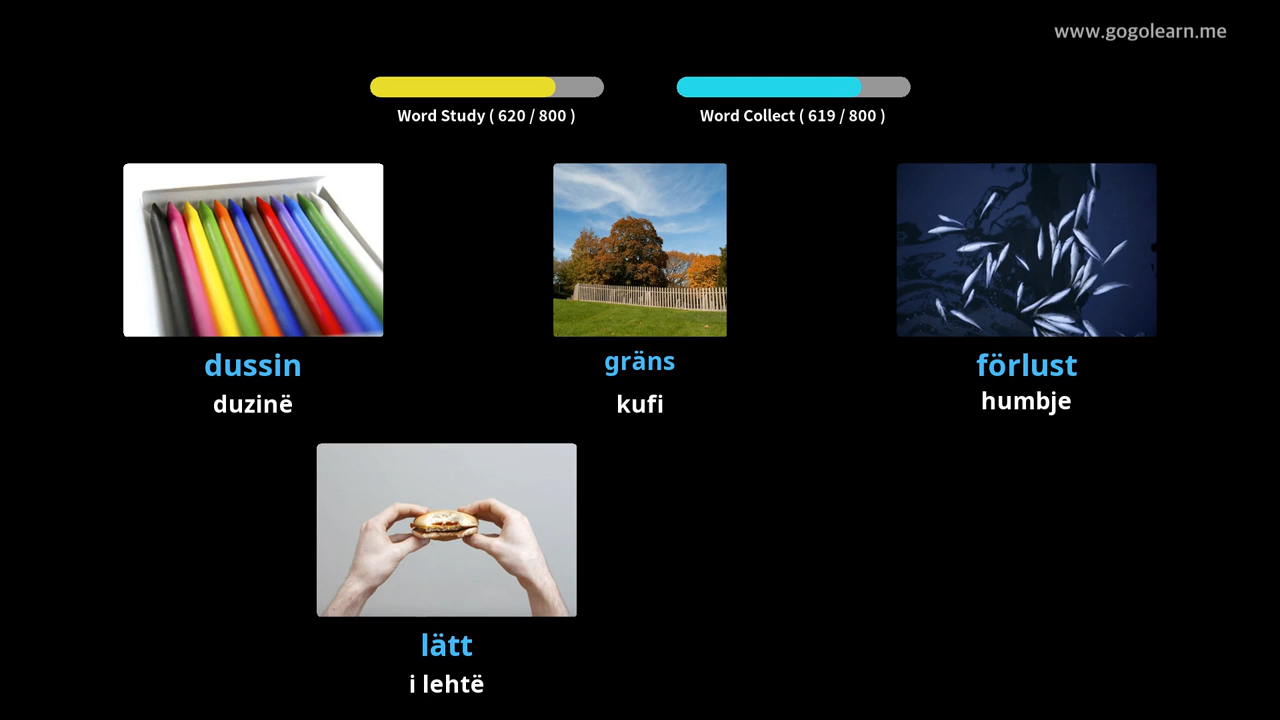 www.gogolearn.me
Word Study ( 620 / 800 )
Word Collect ( 619 / 800 )
dussin
duzinë
gräns
kufi
förlust
humbje
lätt
i lehtë